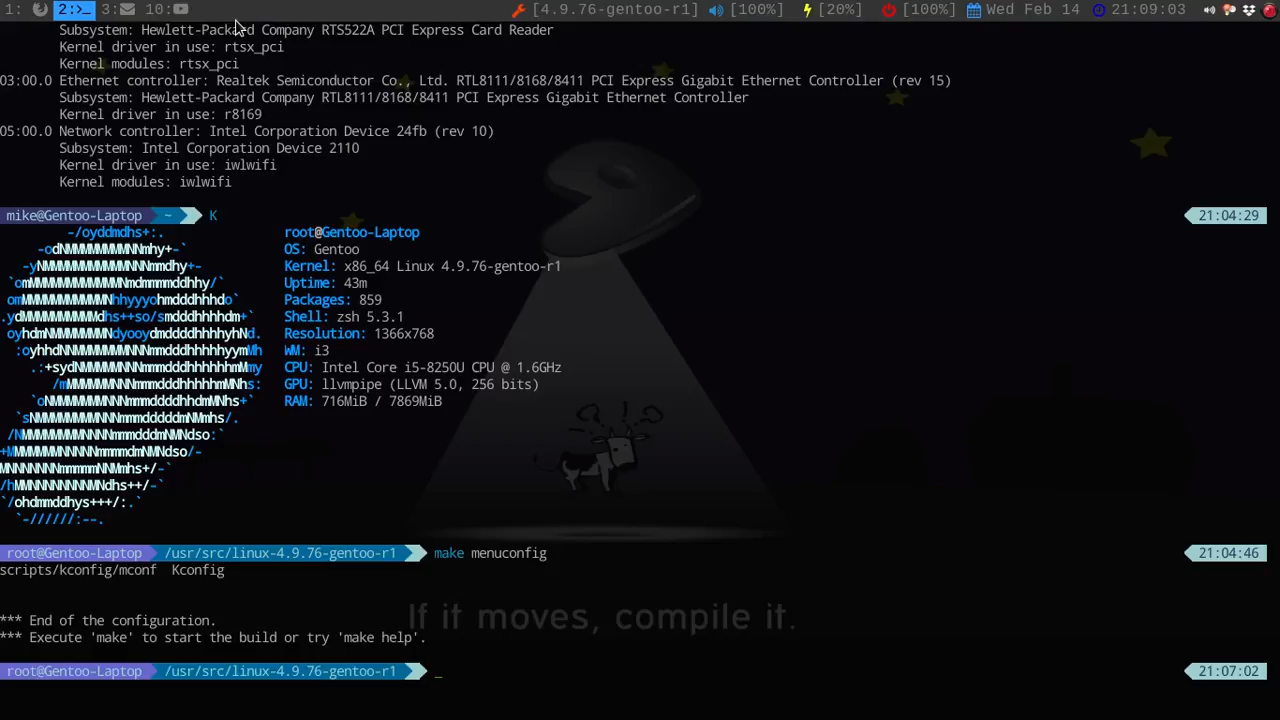 1: 2: 3: 10: [4.9.76-gentoo-r1] [100%] [20%] [100%] Wed Feb 14 21:09:03
Subsystem: Hewlett-Packard Company RTS522A PCI Express Card Reader
Kernel driver in use: rtsx_pci
Kernel modules: rtsx_pci
03:00.0 Ethernet controller: Realtek Semiconductor Co., Ltd. RTL8111/8168/8411 PCI Express Gigabit Ethernet Controller (rev 15)
Subsystem: Hewlett-Packard Company RTL8111/8168/8411 PCI Express Gigabit Ethernet Controller
Kernel driver in use: r8169
05:00.0 Network controller: Intel Corporation Device 24fb (rev 10)
Subsystem: Intel Corporation Device 2110
Kernel driver in use: iwlwifi
Kernel modules: iwlwifi
mike@Gentoo-Laptop ~ K 21:04:29
root@Gentoo-Laptop
OS: Gentoo
Kernel: x86_64 Linux 4.9.76-gentoo-r1
Uptime: 43m
Packages: 859
Shell: zsh 5.3.1
Resolution: 1366x768
WM: i3
CPU: Intel Core i5-8250U CPU @ 1.6GHz
GPU: llvmpipe (LLVM 5.0, 256 bits)
RAM: 716MiB / 7869MiB
root@Gentoo-Laptop /usr/src/linux-4.9.76-gentoo-r1 make menuconfig 21:04:46
scripts/kconfig/mconf  Kconfig
*** End of the configuration.
If it moves, compile it.
*** Execute 'make' to start the build or try 'make help'.
root@Gentoo-Laptop /usr/src/linux-4.9.76-gentoo-r1 _ 21:07:02